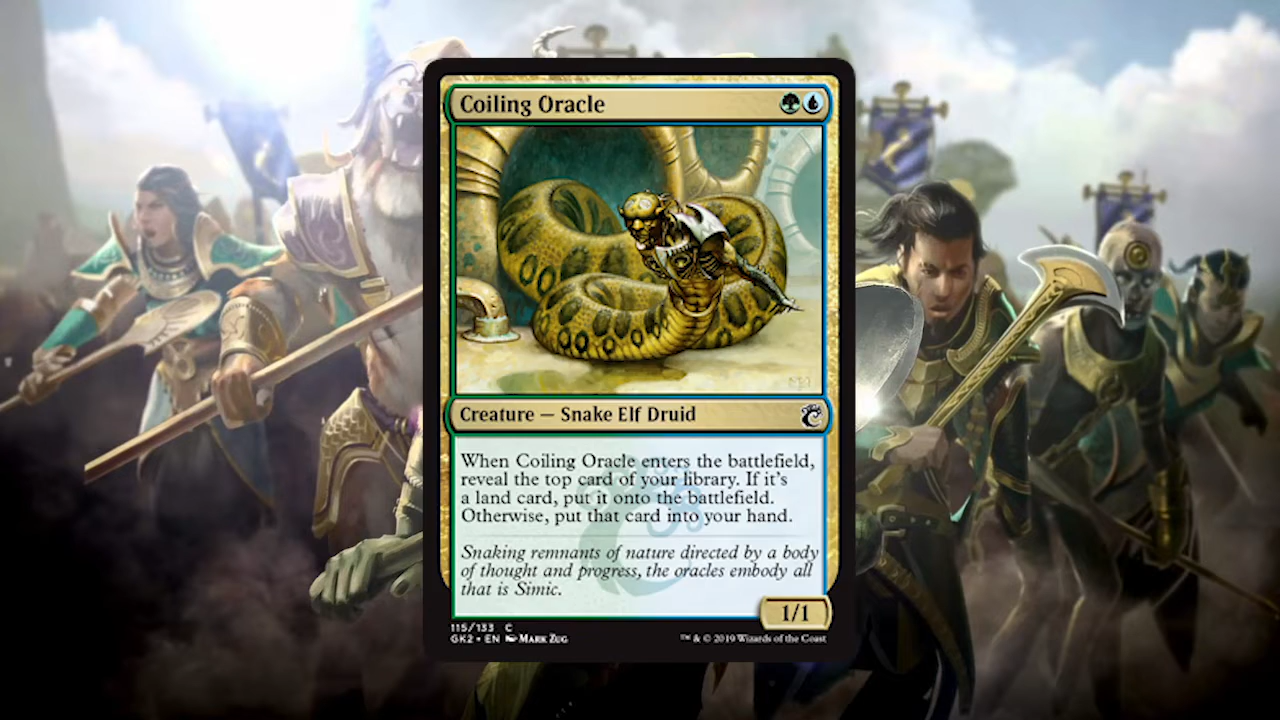 Coiling Oracle
Creature — Snake Elf Druid
When Coiling Oracle enters the battlefield,
reveal the top card of your library. If it's
a land card, put it onto the battlefield.
Otherwise, put that card into your hand.
Snaking remnants of nature directed by a body
of thought and progress, the oracles embody all
that is Simic.
1/1
115/133 C
GK2 • EN Mark Zug
™ & © 2019 Wizards of the Coast